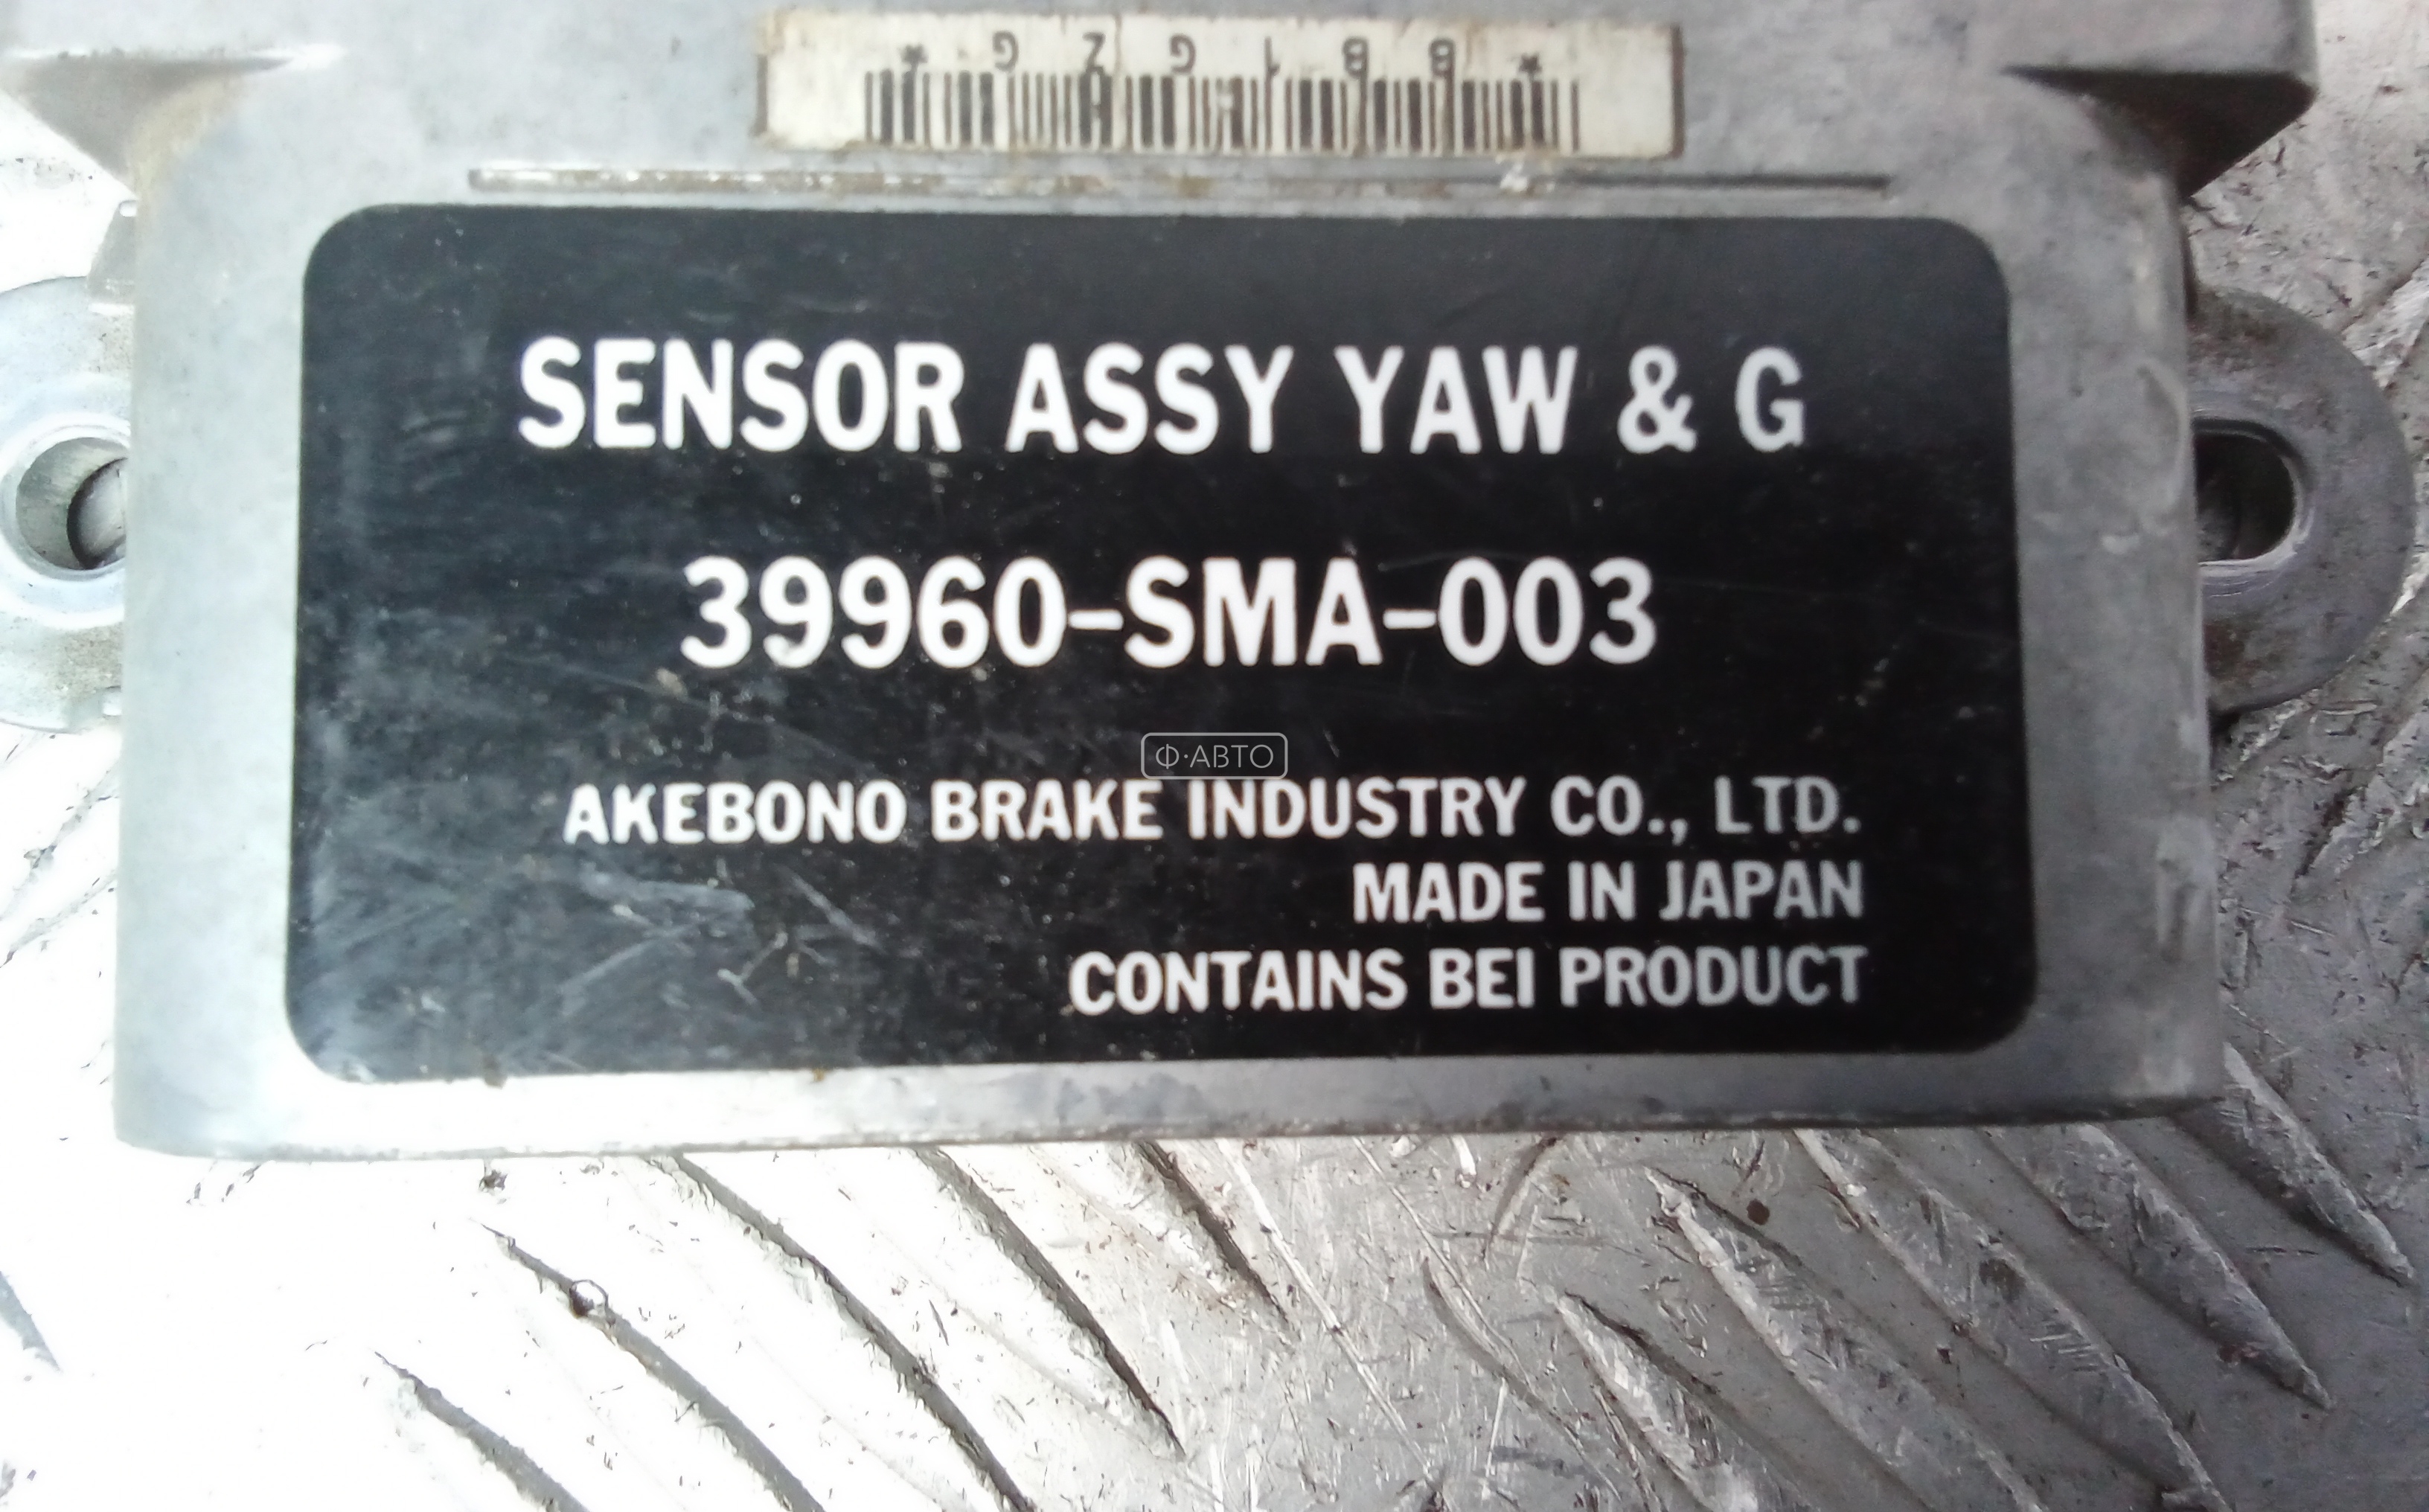 SENSOR ASSY YAW & G
39960-SMA-003
Ф·АВТО
AKEBONO BRAKE INDUSTRY CO., LTD.
MADE IN JAPAN
CONTAINS BEI PRODUCT